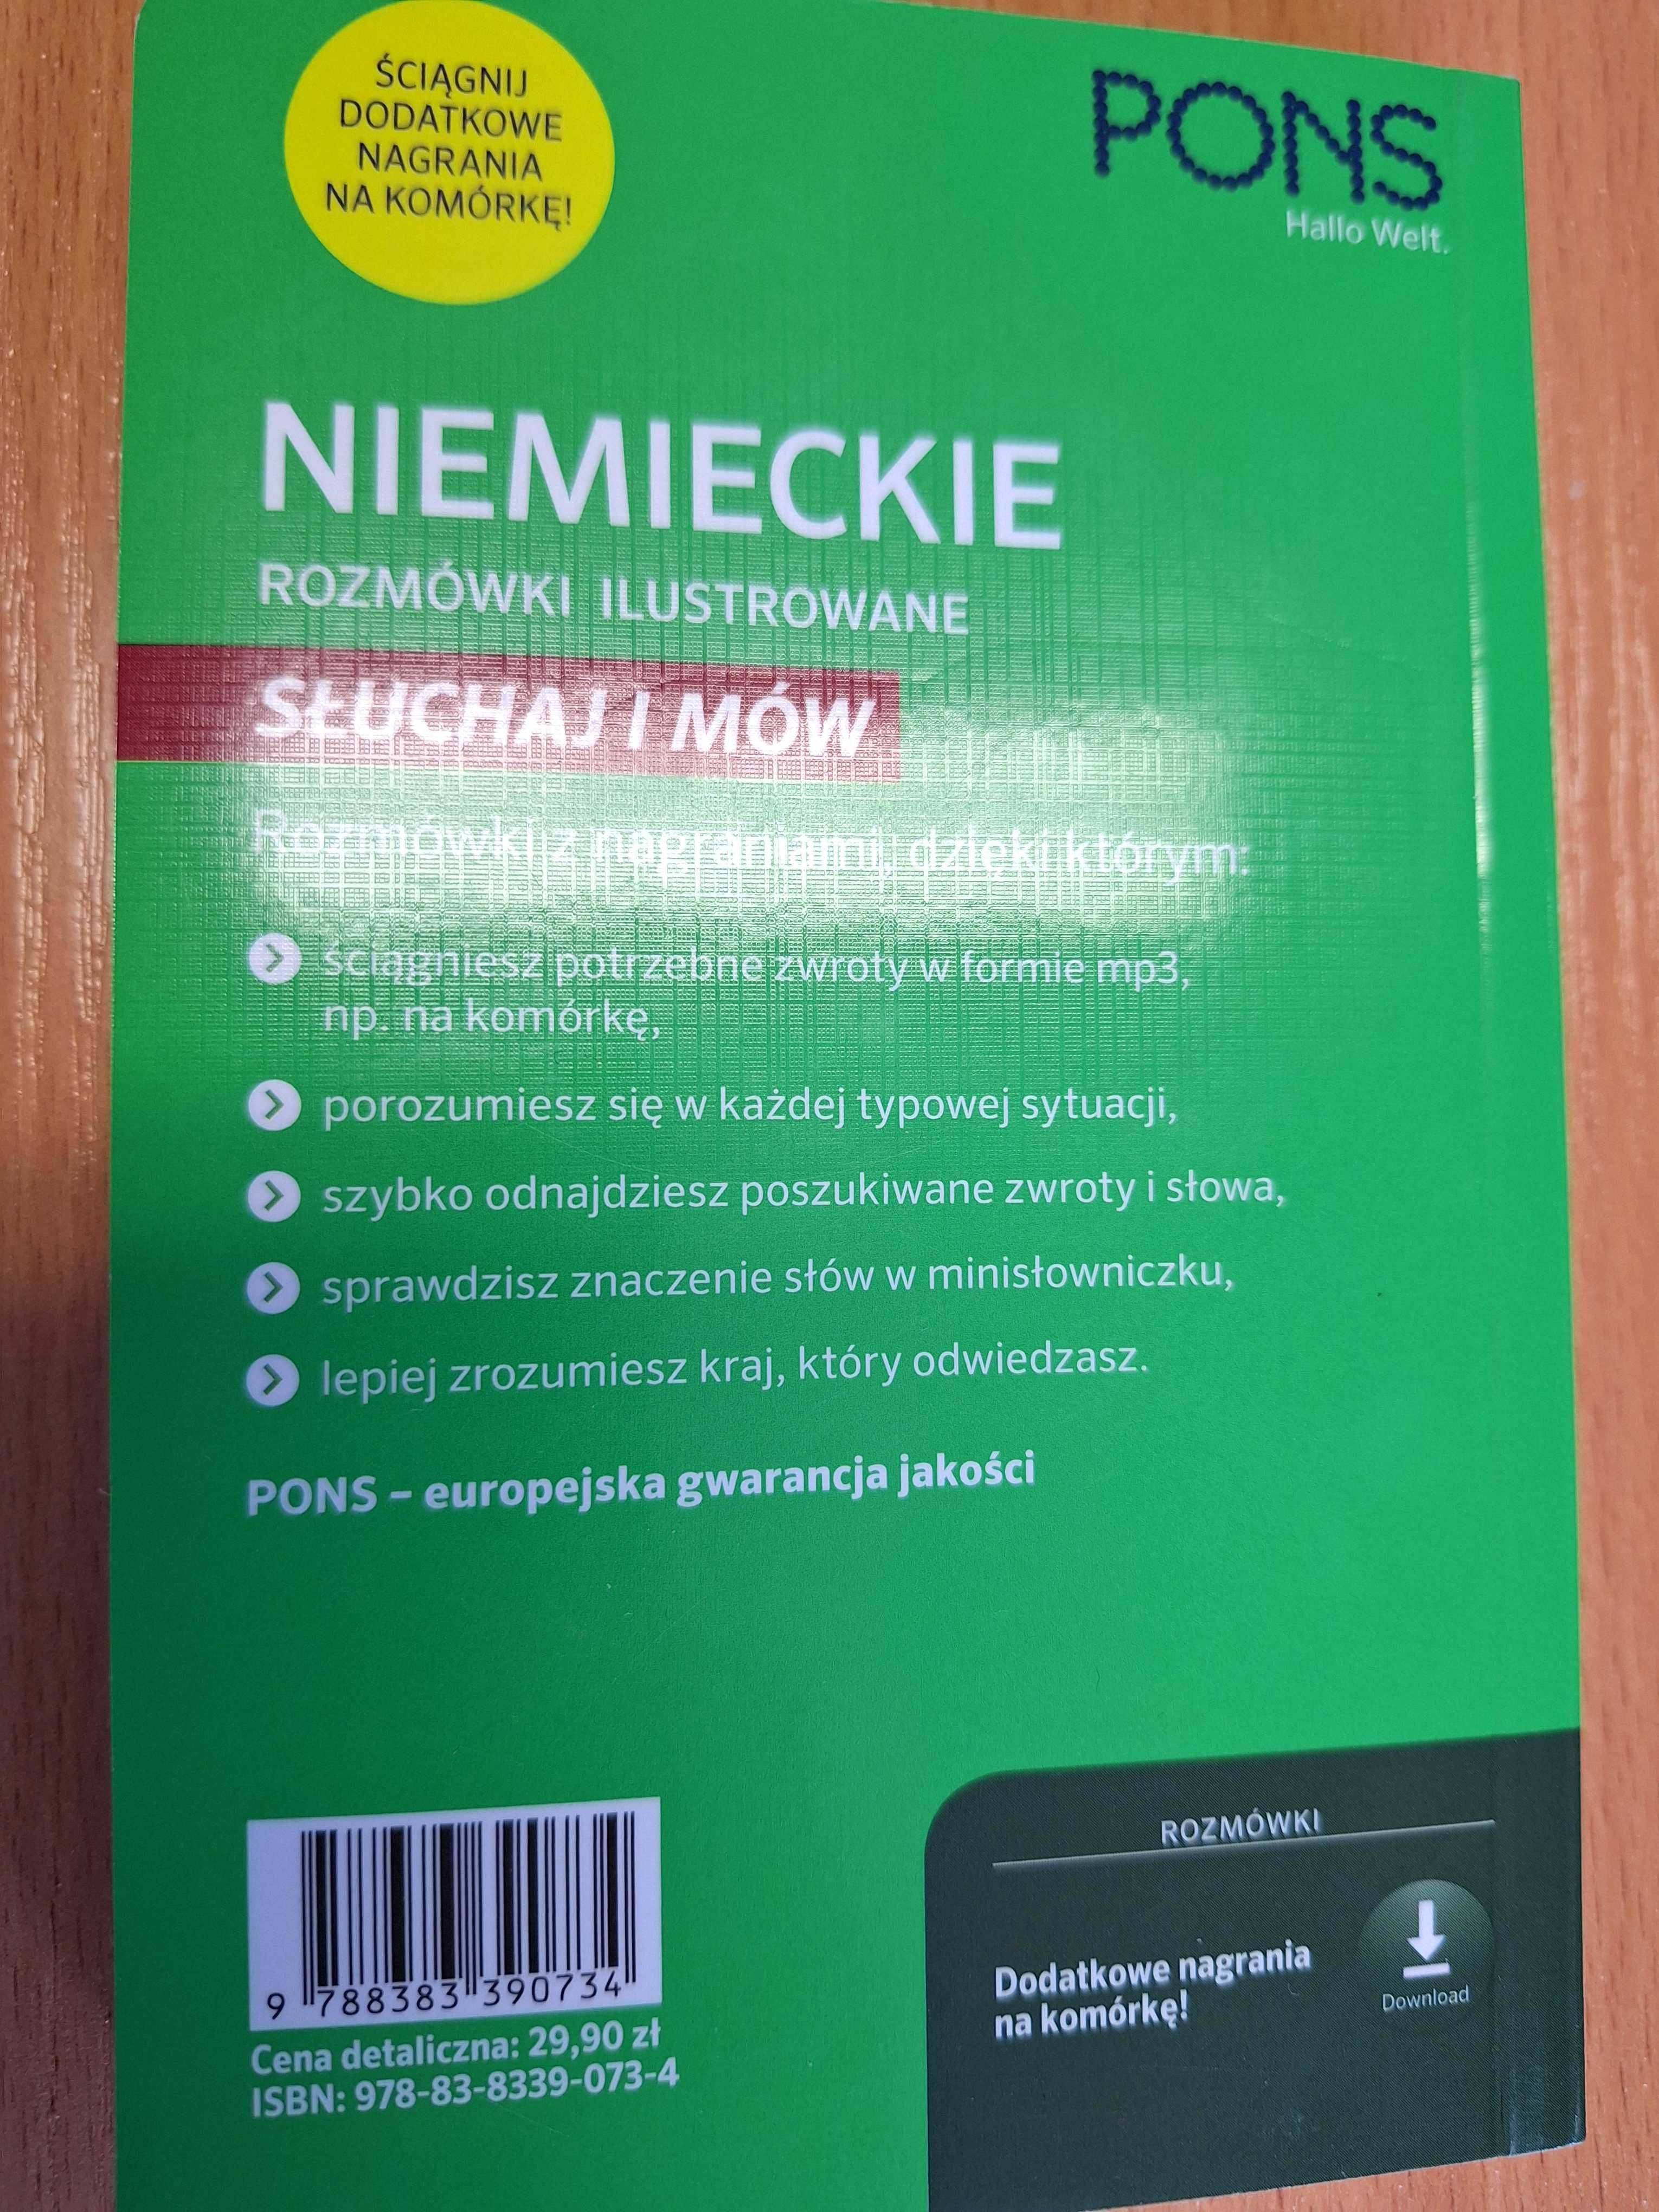 ŚCIĄGNIJ
DODATKOWE
NAGRANIA
NA KOMÓRKĘ!
PONS
Hallo Welt.
NIEMIECKIE
ROZMÓWKI ILUSTROWANE
SŁUCHAJ I MÓW
Rozmówki z nagraniami, dzięki którym:
ściągniesz potrzebne zwroty w formie mp3,
np. na komórkę,
porozumiesz się w każdej typowej sytuacji,
szybko odnajdziesz poszukiwane zwroty i słowa,
sprawdzisz znaczenie słów w minisłowniczku,
lepiej zrozumiesz kraj, który odwiedzasz.
PONS – europejska gwarancja jakości
9 788383 390734
Cena detaliczna: 29,90 zł
ISBN: 978-83-8339-073-4
ROZMÓWKI
Dodatkowe nagrania
na komórkę!
Download